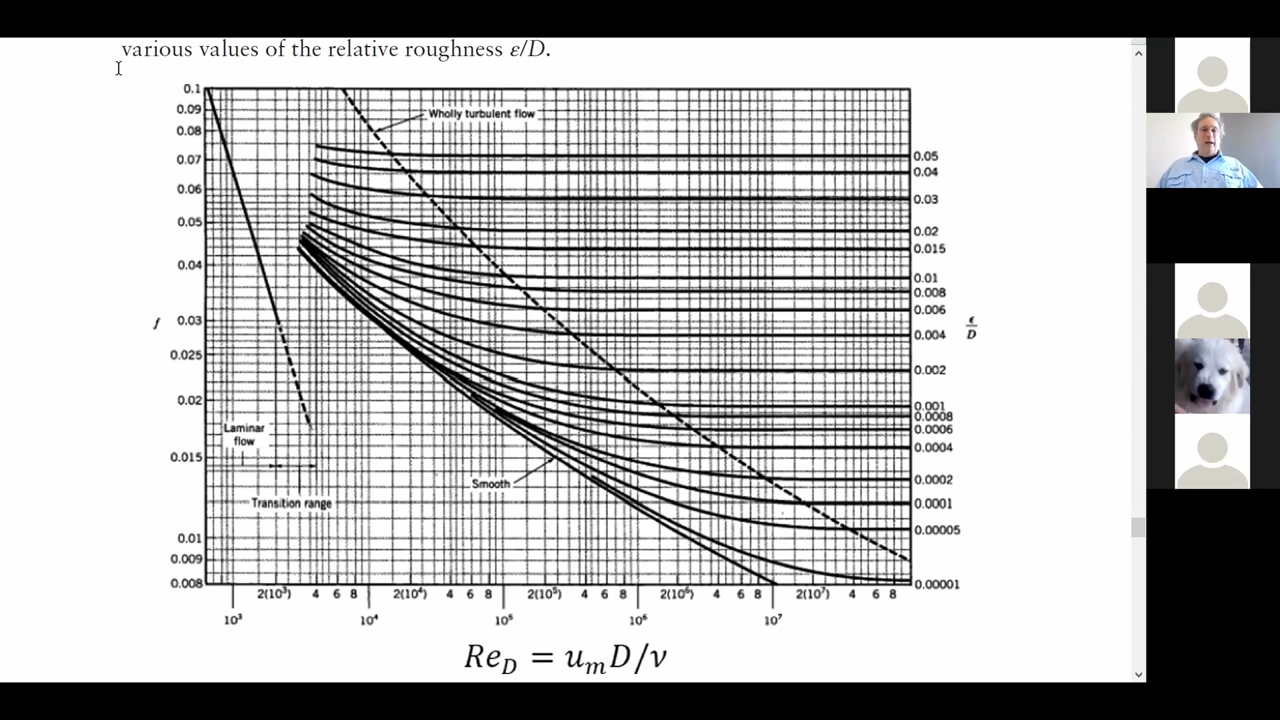 various values of the relative roughness ε/D.
Wholly turbulent flow
0.1
0.09
0.08
0.07
0.06
0.05
0.04
0.03
0.025
0.02
0.015
0.01
0.009
0.008
f
Laminar
flow
Transition range
Smooth
0.05
0.04
0.03
0.02
0.015
0.01
0.008
0.006
0.004
0.002
0.001
0.0008
0.0006
0.0004
0.0002
0.0001
0.00005
0.00001
ϵ
D
2(10³) 4 6 8 2(10⁴) 4 6 8 2(10⁵) 4 6 8 2(10⁶) 4 6 8 2(10⁷) 4 6 8
10³ 10⁴ 10⁵ 10⁶ 10⁷
Re_D = u_m D/ν